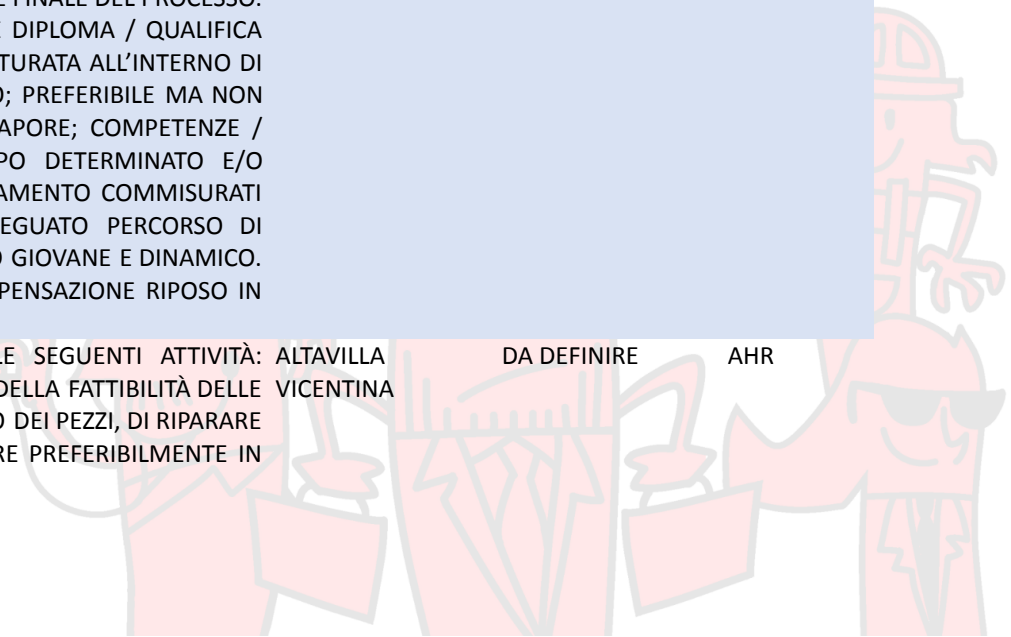 E FINALE DEL PROCESSO.
E DIPLOMA / QUALIFICA
TURATA ALL’INTERNO DI
O; PREFERIBILE MA NON
APORE; COMPETENZE /
PO DETERMINATO E/O
AMENTO COMMISURATI
EGUATO PERCORSO DI
O GIOVANE E DINAMICO.
PENSAZIONE RIPOSO IN
LE SEGUENTI ATTIVITÀ: ALTAVILLA DA DEFINIRE AHR
DELLA FATTIBILITÀ DELLE VICENTINA
O DEI PEZZI, DI RIPARARE
RE PREFERIBILMENTE IN